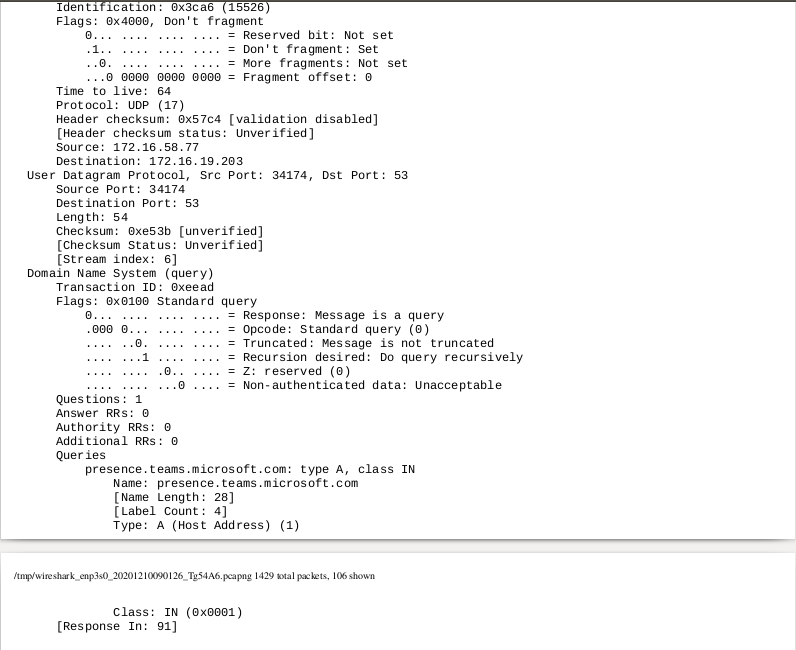 Identification: 0x3ca6 (15526)
Flags: 0x4000, Don't fragment
0... .... .... .... = Reserved bit: Not set
.1.. .... .... .... = Don't fragment: Set
..0. .... .... .... = More fragments: Not set
...0 0000 0000 0000 = Fragment offset: 0
Time to live: 64
Protocol: UDP (17)
Header checksum: 0x57c4 [validation disabled]
[Header checksum status: Unverified]
Source: 172.16.58.77
Destination: 172.16.19.203
User Datagram Protocol, Src Port: 34174, Dst Port: 53
Source Port: 34174
Destination Port: 53
Length: 54
Checksum: 0xe53b [unverified]
[Checksum Status: Unverified]
[Stream index: 6]
Domain Name System (query)
Transaction ID: 0xeead
Flags: 0x0100 Standard query
0... .... .... .... = Response: Message is a query
.000 0... .... .... = Opcode: Standard query (0)
.... ..0. .... .... = Truncated: Message is not truncated
.... ...1 .... .... = Recursion desired: Do query recursively
.... .... .0.. .... = Z: reserved (0)
.... .... ...0 .... = Non-authenticated data: Unacceptable
Questions: 1
Answer RRs: 0
Authority RRs: 0
Additional RRs: 0
Queries
presence.teams.microsoft.com: type A, class IN
Name: presence.teams.microsoft.com
[Name Length: 28]
[Label Count: 4]
Type: A (Host Address) (1)
/tmp/wireshark_enp3s0_20201210090126_Tg54A6.pcapng 1429 total packets, 106 shown
Class: IN (0x0001)
[Response In: 91]